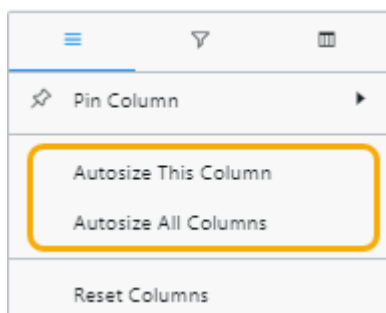 Pin Column
Autosize This Column
Autosize All Columns
Reset Columns